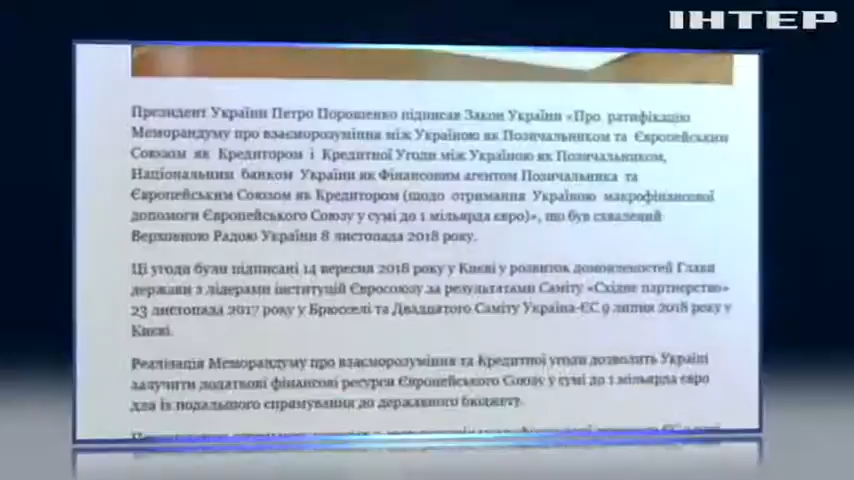 ІНТЕР
Президент України Петро Порошенко підписав Закон України «Про ратифікацію
Меморандуму про взаєморозуміння між Україною як Позичальником та Європейським
Союзом як Кредитором і Кредитної Угоди між Україною як Позичальником,
Національним банком України як Фінансовим агентом Позичальника та
Європейським Союзом як Кредитором (щодо отримання Україною макрофінансової
допомоги Європейського Союзу у сумі до 1 мільярда євро)», що був схвалений
Верховною Радою України 8 листопада 2018 року.
Ці угоди були підписані 14 вересня 2018 року у Києві у розвиток домовленостей Глави
держави з лідерами інституцій Євросоюзу за результатами Саміту «Східне партнерство»
23 листопада 2017 року у Брюсселі та Двадцятого Саміту Україна-ЄС 9 липня 2018 року у
Києві.
Реалізація Меморандуму про взаєморозуміння та Кредитної угоди дозволить Україні
залучити додаткові фінансові ресурси Європейського Союзу у сумі до 1 мільярда євро
для їх подальшого спрямування до державного бюджету.